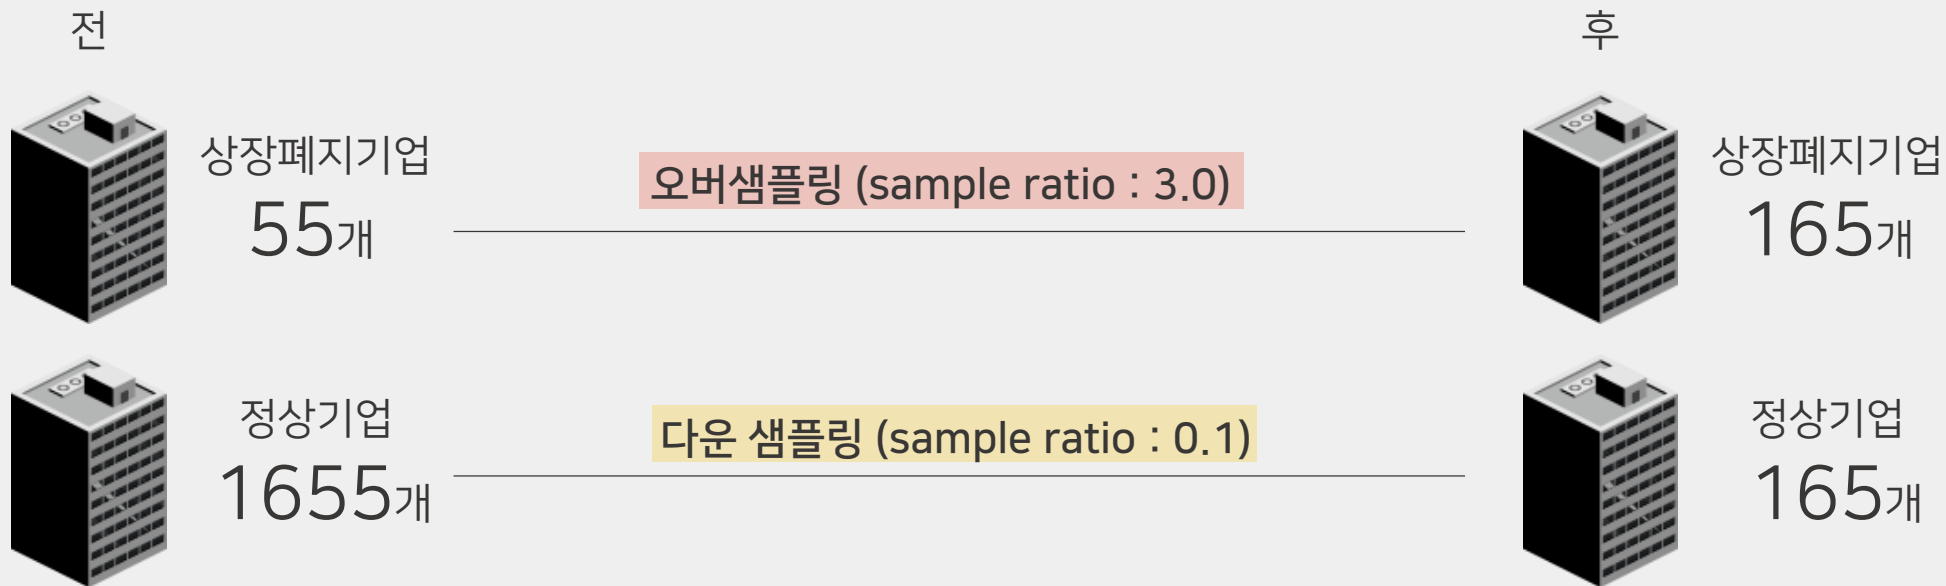 전
후
상장폐지기업
55개
오버샘플링 (sample ratio : 3.0)
상장폐지기업
165개
정상기업
1655개
다운 샘플링 (sample ratio : 0.1)
정상기업
165개